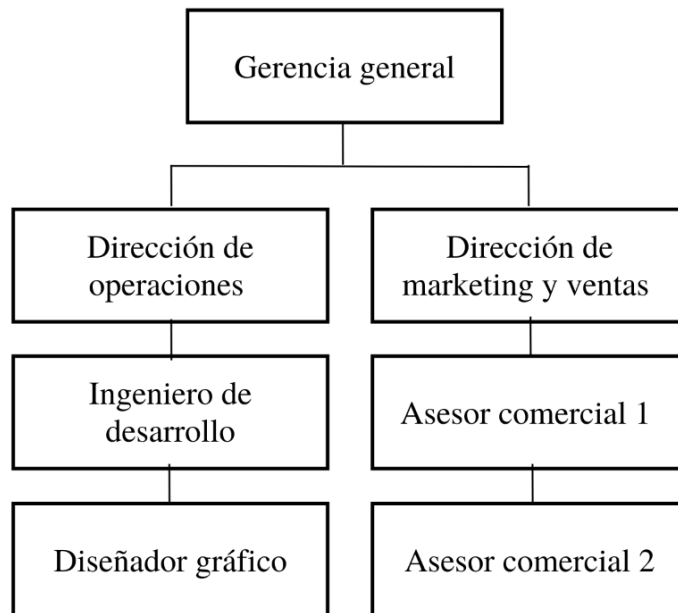 Gerencia general
Dirección de
operaciones
Dirección de
marketing y ventas
Ingeniero de
desarrollo
Asesor comercial 1
Diseñador gráfico
Asesor comercial 2